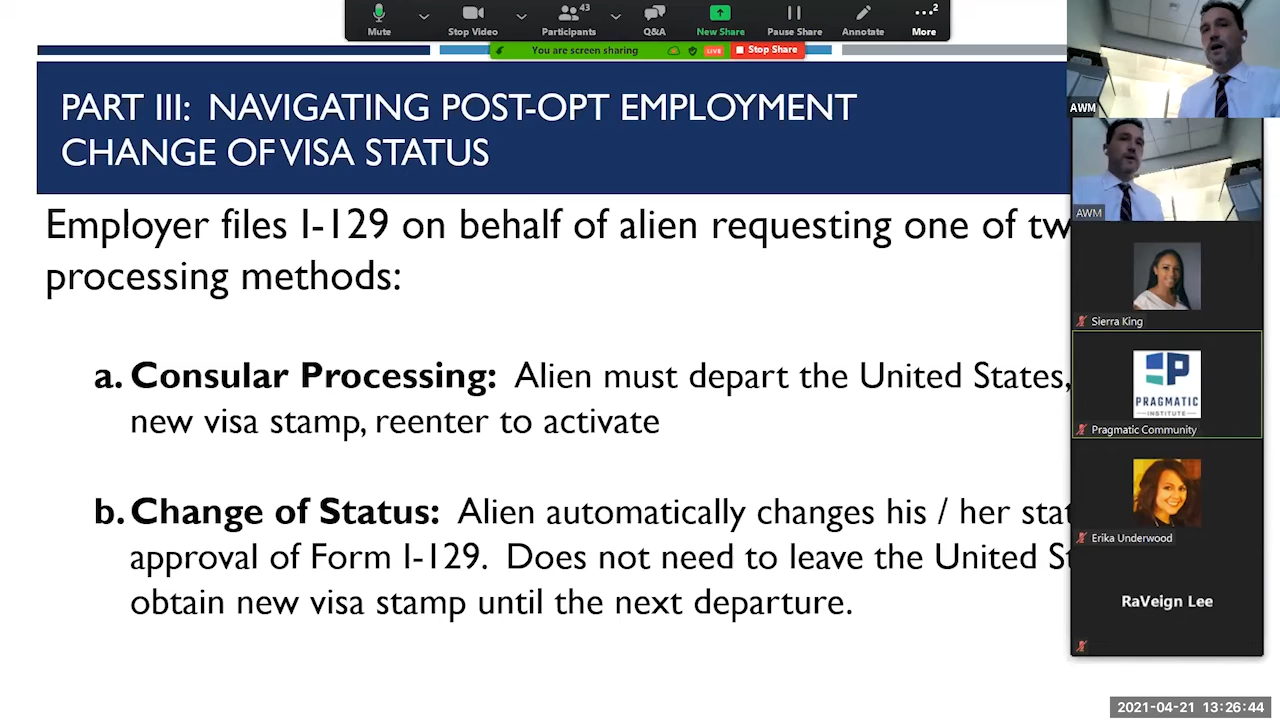 43
2
Mute
Stop Video
Participants
Q&A
New Share
Pause Share
Annotate
More
You are screen sharing
LIVE
Stop Share
AWM
PART III: NAVIGATING POST-OPT EMPLOYMENT
CHANGE OF VISA STATUS
AWM
Employer files I-129 on behalf of alien requesting one of tw
processing methods:
a. Consular Processing: Alien must depart the United States,
new visa stamp, reenter to activate
b. Change of Status: Alien automatically changes his / her stat
approval of Form I-129. Does not need to leave the United St
obtain new visa stamp until the next departure.
Sierra King
PRAGMATIC
INSTITUTE
Pragmatic Community
Erika Underwood
RaVeign Lee
2021-04-21 13:26:44